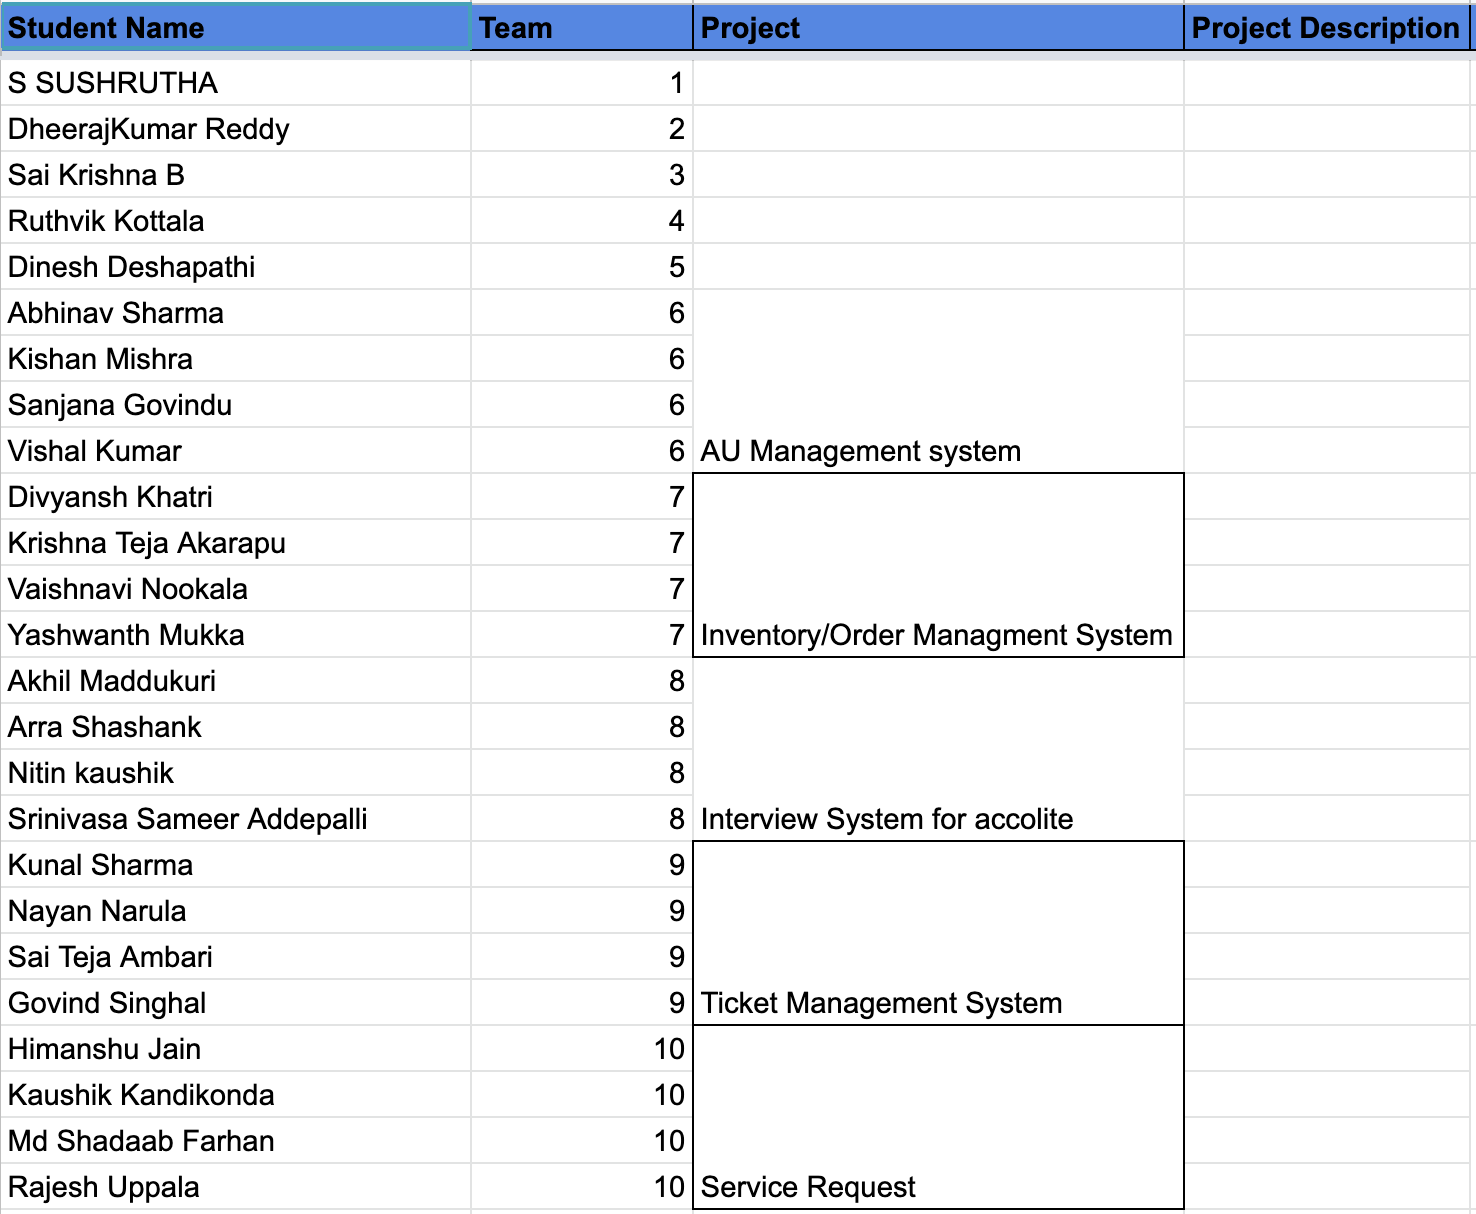 Student Name Team Project Project Description
S SUSHRUTHA 1
DheerajKumar Reddy 2
Sai Krishna B 3
Ruthvik Kottala 4
Dinesh Deshapathi 5
Abhinav Sharma 6
Kishan Mishra 6
Sanjana Govindu 6
Vishal Kumar 6 AU Management system
Divyansh Khatri 7
Krishna Teja Akarapu 7
Vaishnavi Nookala 7
Yashwanth Mukka 7 Inventory/Order Managment System
Akhil Maddukuri 8
Arra Shashank 8
Nitin kaushik 8
Srinivasa Sameer Addepalli 8 Interview System for accolite
Kunal Sharma 9
Nayan Narula 9
Sai Teja Ambari 9
Govind Singhal 9 Ticket Management System
Himanshu Jain 10
Kaushik Kandikonda 10
Md Shadaab Farhan 10
Rajesh Uppala 10 Service Request